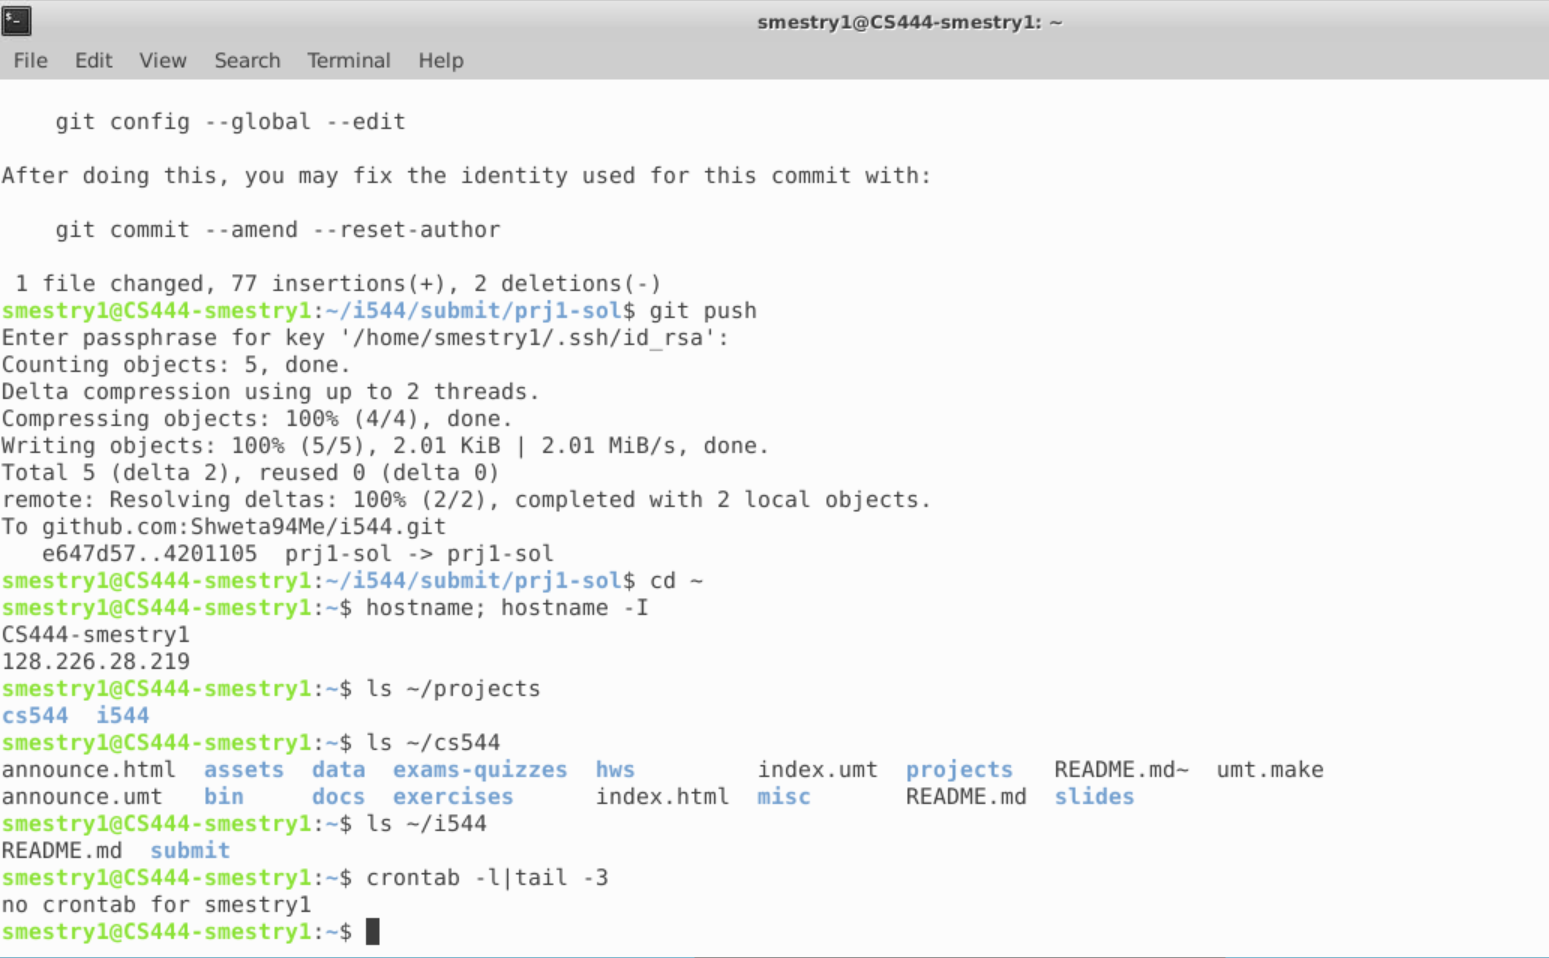 smestry1@CS444-smestry1: ~
File Edit View Search Terminal Help
git config --global --edit
After doing this, you may fix the identity used for this commit with:
git commit --amend --reset-author
1 file changed, 77 insertions(+), 2 deletions(-)
smestry1@CS444-smestry1:~/i544/submit/prj1-sol$ git push
Enter passphrase for key '/home/smestry1/.ssh/id_rsa':
Counting objects: 5, done.
Delta compression using up to 2 threads.
Compressing objects: 100% (4/4), done.
Writing objects: 100% (5/5), 2.01 KiB | 2.01 MiB/s, done.
Total 5 (delta 2), reused 0 (delta 0)
remote: Resolving deltas: 100% (2/2), completed with 2 local objects.
To github.com:Shweta94Me/i544.git
e647d57..4201105  prj1-sol -> prj1-sol
smestry1@CS444-smestry1:~/i544/submit/prj1-sol$ cd ~
smestry1@CS444-smestry1:~$ hostname; hostname -I
CS444-smestry1
128.226.28.219
smestry1@CS444-smestry1:~$ ls ~/projects
cs544  i544
smestry1@CS444-smestry1:~$ ls ~/cs544
announce.html  assets  data  exams-quizzes  hws         index.umt  projects   README.md~  umt.make
announce.umt   bin     docs  exercises      index.html  misc       README.md  slides
smestry1@CS444-smestry1:~$ ls ~/i544
README.md  submit
smestry1@CS444-smestry1:~$ crontab -l|tail -3
no crontab for smestry1
smestry1@CS444-smestry1:~$